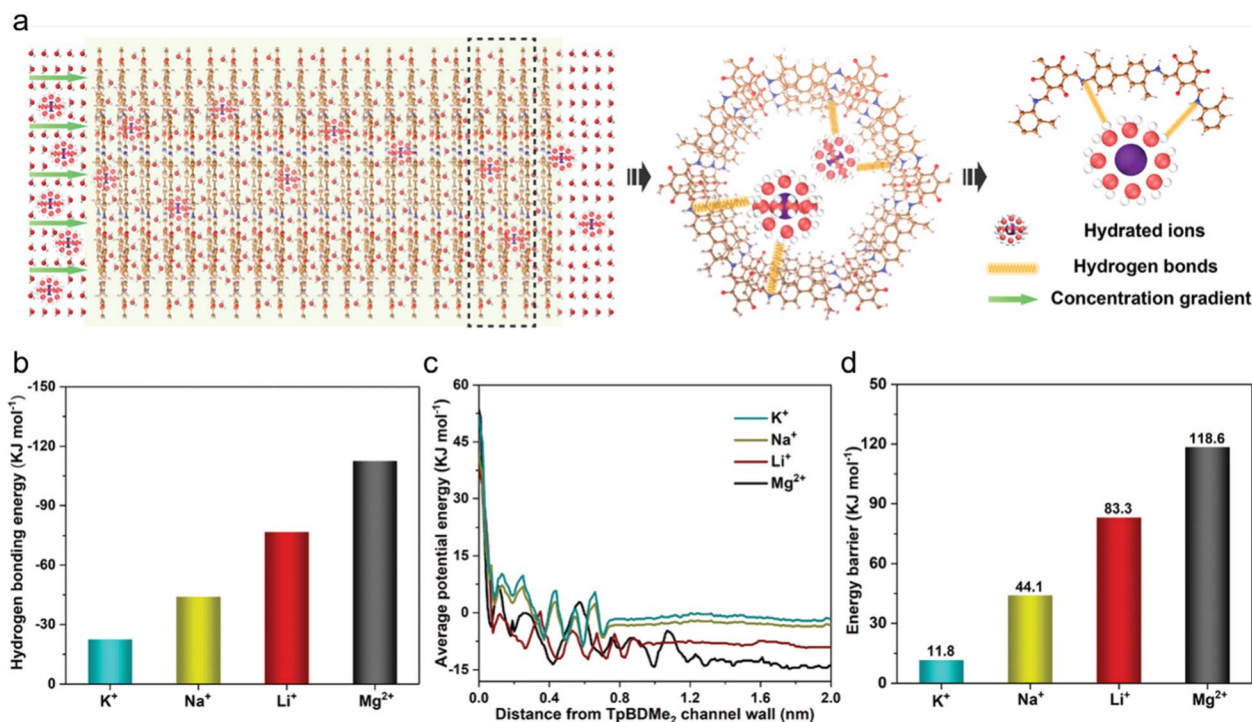 a
Hydrated ions
Hydrogen bonds
Concentration gradient
b
Hydrogen bonding energy (KJ mol⁻¹)
-150
-120
-90
-60
-30
0
K⁺
Na⁺
Li⁺
Mg²⁺
c
Average potential energy (KJ mol⁻¹)
60
45
30
15
0
-15
K⁺
Na⁺
Li⁺
Mg²⁺
0.0
0.4
0.8
1.2
1.6
2.0
Distance from TpBDMe₂ channel wall (nm)
d
Energy barrier (KJ mol⁻¹)
50
120
90
60
30
0
11.8
44.1
83.3
118.6
K⁺
Na⁺
Li⁺
Mg²⁺